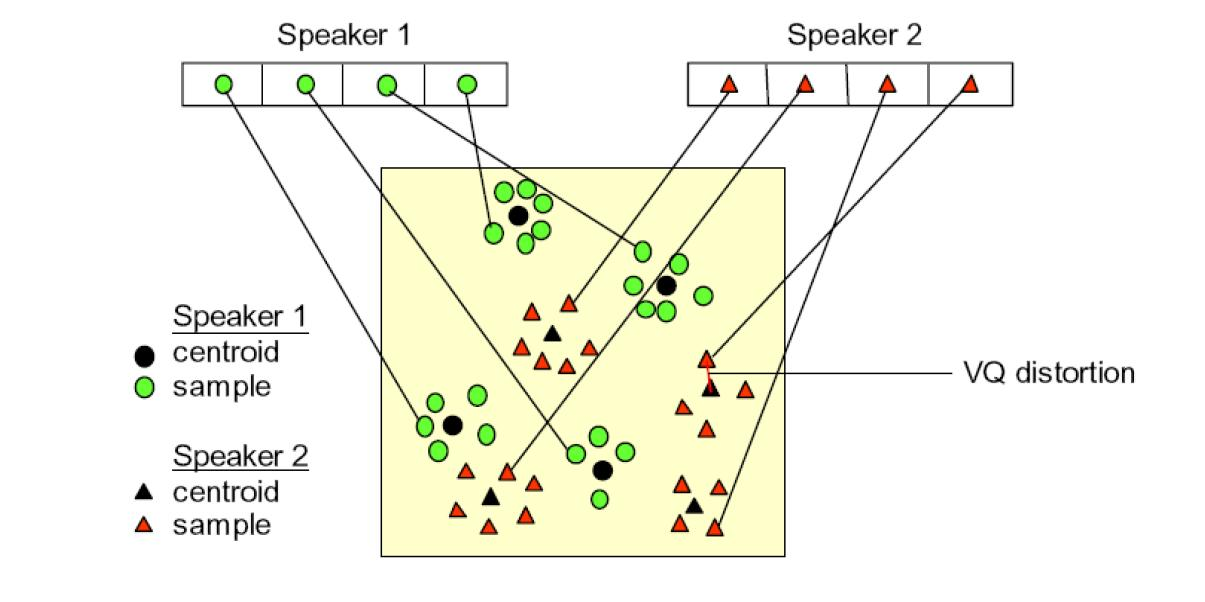 Speaker 1
Speaker 2
Speaker 1
centroid
sample
VQ distortion
Speaker 2
centroid
sample